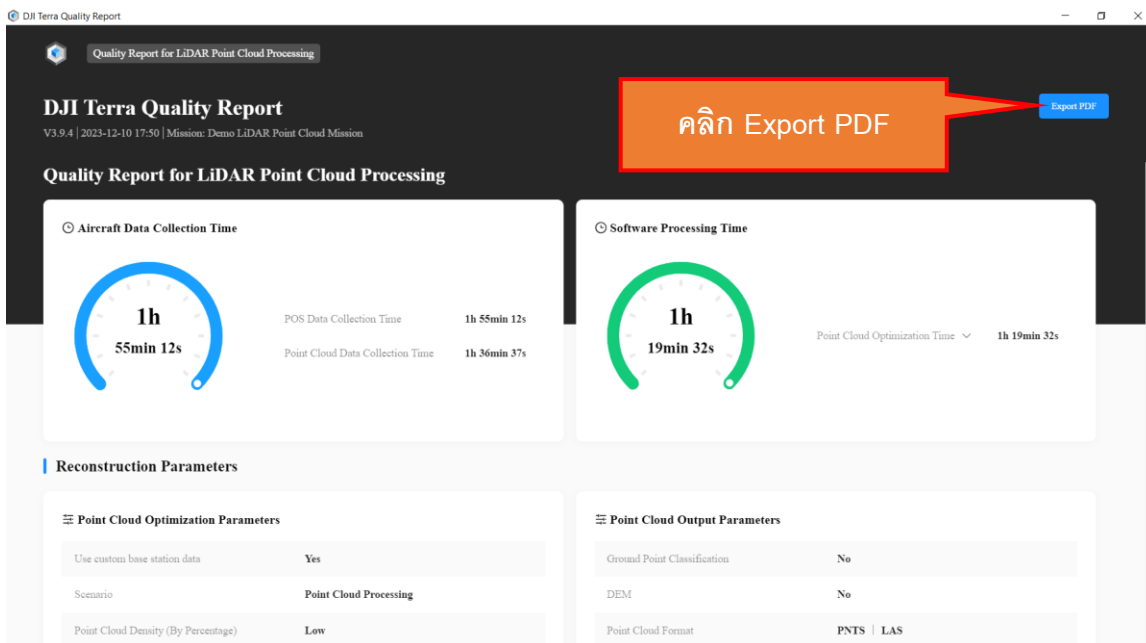 DJI Terra Quality Report
Quality Report for LiDAR Point Cloud Processing
DJI Terra Quality Report
V3.9.4 | 2023-12-10 17:50 | Mission: Demo LiDAR Point Cloud Mission
คลิก Export PDF
Export PDF
Quality Report for LiDAR Point Cloud Processing
Aircraft Data Collection Time
1h
55min 12s
POS Data Collection Time 1h 55min 12s
Point Cloud Data Collection Time 1h 36min 37s
Software Processing Time
1h
19min 32s
Point Cloud Optimization Time 1h 19min 32s
Reconstruction Parameters
Point Cloud Optimization Parameters
Use custom base station data Yes
Scenario Point Cloud Processing
Point Cloud Density (By Percentage) Low
Point Cloud Output Parameters
Ground Point Classification No
DEM No
Point Cloud Format PNTS | LAS